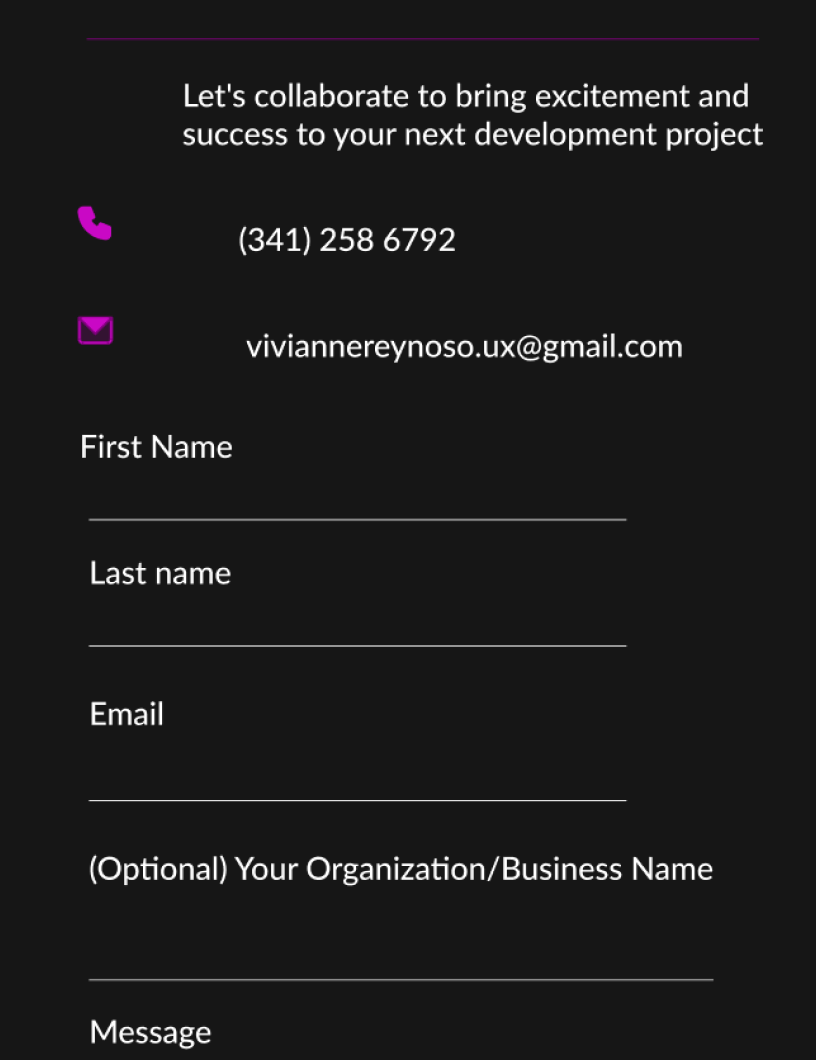 Let's collaborate to bring excitement and
success to your next development project
(341) 258 6792
viviannereynoso.ux@gmail.com
First Name
Last name
Email
(Optional) Your Organization/Business Name
Message